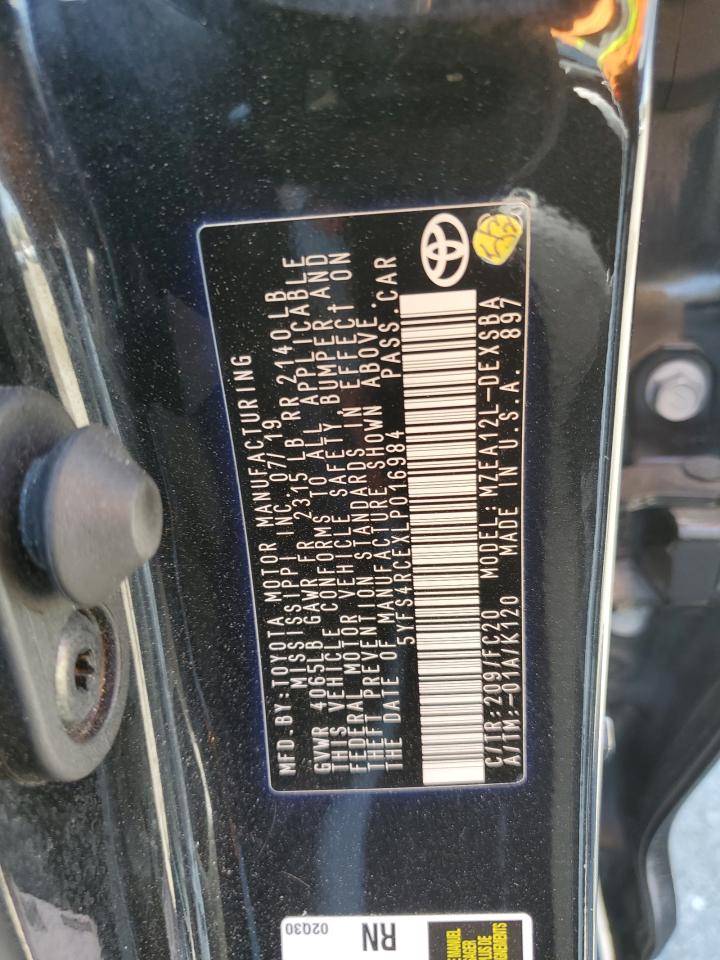 MFD.BY:TOYOTA MOTOR MANUFACTURING
MISSISSIPPI INC. 07/19
GVWR 4065LB GAWR FR 2315 LB RR 2140 LB
THIS VEHICLE CONFORMS TO ALL APPLICABLE
FEDERAL MOTOR VEHICLE SAFETY BUMPER, AND
THEFT PREVENTION STANDARDS IN EFFECT ON
THE DATE OF MANUFACTURE SHOWN ABOVE.
5YFS4RCEXLP016984 PASS.CAR
C/TR:209/FC20 MODEL:MZEA12L-DEXSBA
A/TM:-01A/K120 MADE IN U.S.A. 897
02Q30
RN
MANUEL